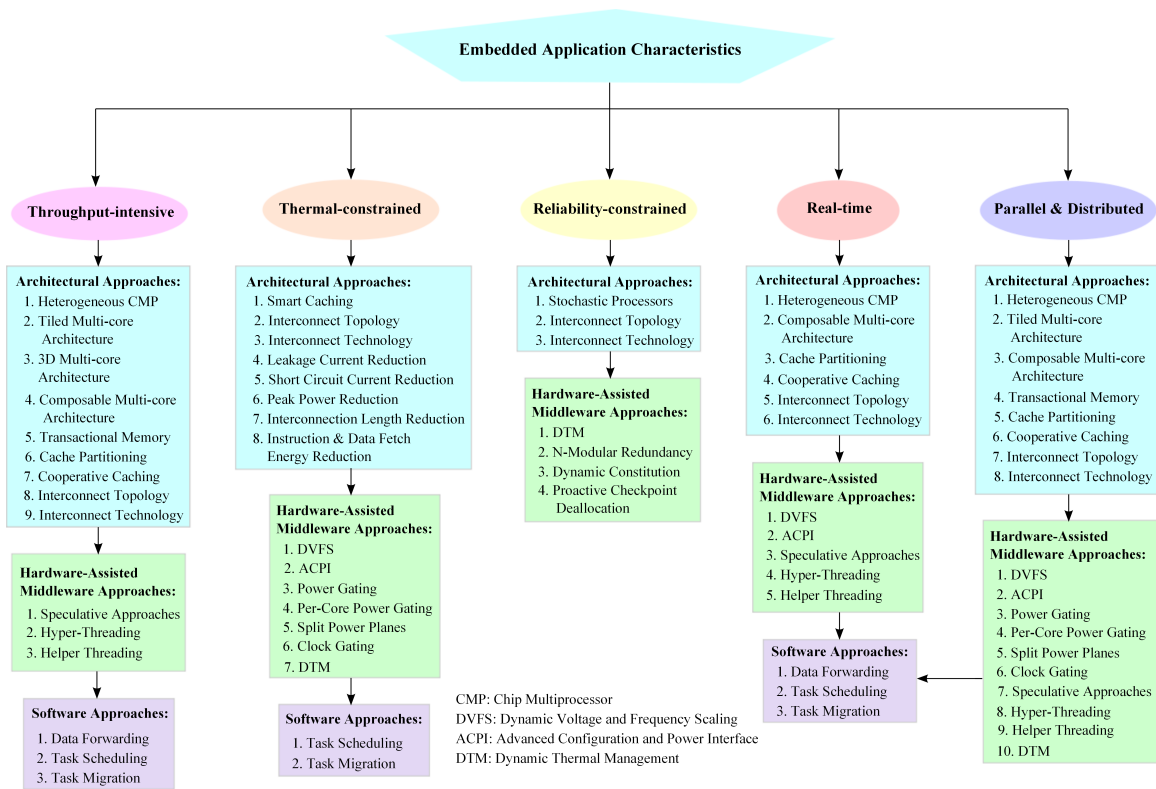 Embedded Application Characteristics
Throughput-intensive
Architectural Approaches:
1. Heterogeneous CMP
2. Tiled Multi-core
Architecture
3. 3D Multi-core
Architecture
4. Composable Multi-core
Architecture
5. Transactional Memory
6. Cache Partitioning
7. Cooperative Caching
8. Interconnect Topology
9. Interconnect Technology
Hardware-Assisted
Middleware Approaches:
1. Speculative Approaches
2. Hyper-Threading
3. Helper Threading
Software Approaches:
1. Data Forwarding
2. Task Scheduling
3. Task Migration
Thermal-constrained
Architectural Approaches:
1. Smart Caching
2. Interconnect Topology
3. Interconnect Technology
4. Leakage Current Reduction
5. Short Circuit Current Reduction
6. Peak Power Reduction
7. Interconnection Length Reduction
8. Instruction & Data Fetch
Energy Reduction
Hardware-Assisted
Middleware Approaches:
1. DVFS
2. ACPI
3. Power Gating
4. Per-Core Power Gating
5. Split Power Planes
6. Clock Gating
7. DTM
Software Approaches:
1. Task Scheduling
2. Task Migration
Reliability-constrained
Architectural Approaches:
1. Stochastic Processors
2. Interconnect Topology
3. Interconnect Technology
Hardware-Assisted
Middleware Approaches:
1. DTM
2. N-Modular Redundancy
3. Dynamic Constitution
4. Proactive Checkpoint
Deallocation
Real-time
Architectural Approaches:
1. Heterogeneous CMP
2. Composable Multi-core
Architecture
3. Cache Partitioning
4. Cooperative Caching
5. Interconnect Topology
6. Interconnect Technology
Hardware-Assisted
Middleware Approaches:
1. DVFS
2. ACPI
3. Speculative Approaches
4. Hyper-Threading
5. Helper Threading
Software Approaches:
1. Data Forwarding
2. Task Scheduling
3. Task Migration
Parallel & Distributed
Architectural Approaches:
1. Heterogeneous CMP
2. Tiled Multi-core
Architecture
3. Composable Multi-core
Architecture
4. Transactional Memory
5. Cache Partitioning
6. Cooperative Caching
7. Interconnect Topology
8. Interconnect Technology
Hardware-Assisted
Middleware Approaches:
1. DVFS
2. ACPI
3. Power Gating
4. Per-Core Power Gating
5. Split Power Planes
6. Clock Gating
7. Speculative Approaches
8. Hyper-Threading
9. Helper Threading
10. DTM
CMP: Chip Multiprocessor
DVFS: Dynamic Voltage and Frequency Scaling
ACPI: Advanced Configuration and Power Interface
DTM: Dynamic Thermal Management